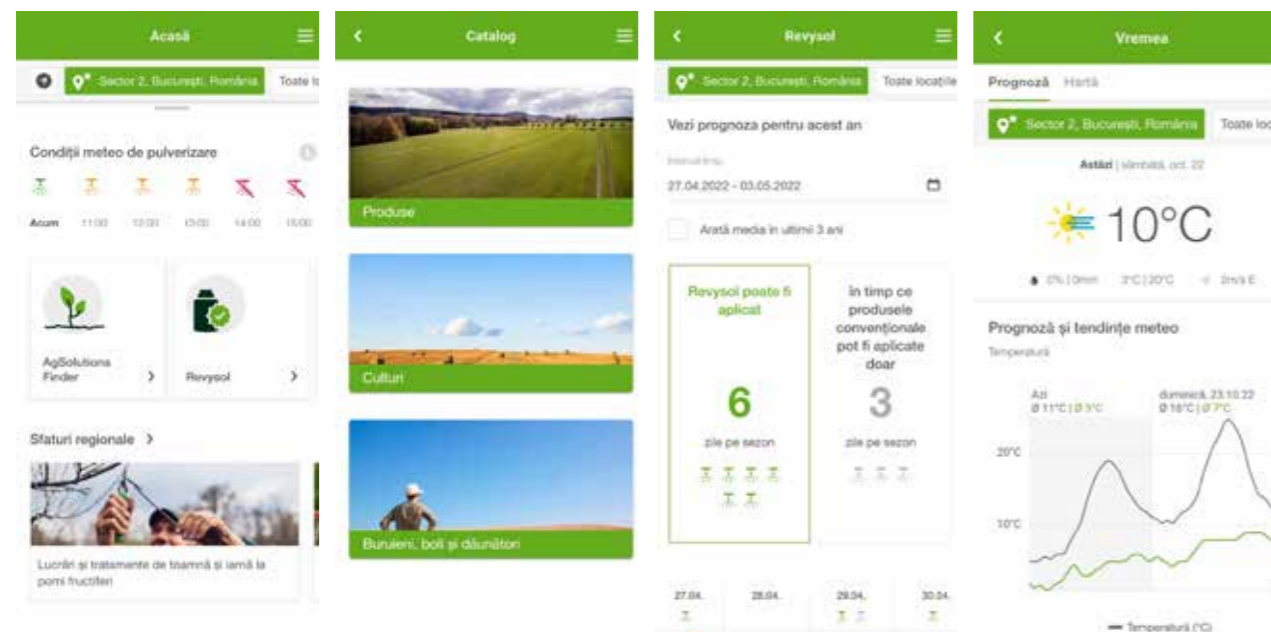 Acasă
Sector 2, București, România
Toate lo
Condiții meteo de pulverizare
Acum 11:00 12:00 13:00 14:00 15:00
AgSolutions
Finder
Revysol
Sfaturi regionale
Lucrări și tratamente de toamnă și iarnă la
pomi fructiferi
Catalog
Produse
Culturi
Buruieni, boli și dăunători
Revysol
Sector 2, București, România
Toate locațiile
Vezi prognoza pentru acest an
Interval timp
27.04.2022 - 03.05.2022
Arată media în ultimii 3 ani
Revysol poate fi
aplicat
6
zile pe sezon
în timp ce
produsele
convenționale
pot fi aplicate
doar
3
zile pe sezon
27.04. 28.04. 29.04. 30.04.
Vremea
Prognoză Hartă
Sector 2, București, România
Toate loc
Astăzi | sâmbătă, oct. 22
10°C
0% | 0mm 3°C | 20°C 2m/s E
Prognoză și tendințe meteo
Temperatură
Azi
Ø 11°C | Ø 3°C
duminică, 23.10.22
Ø 16°C | Ø 7°C
20°C
10°C
Temperatură (°C)